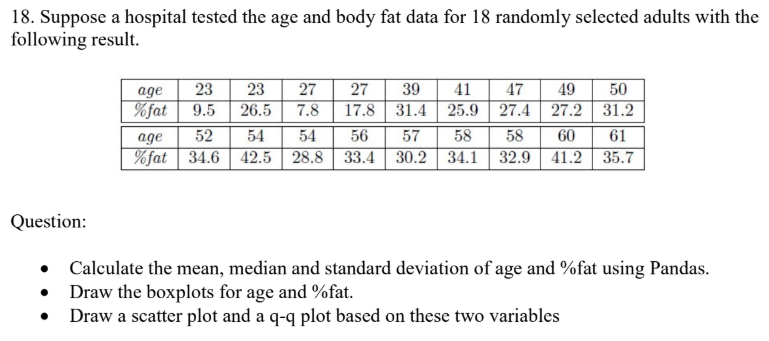 18. Suppose a hospital tested the age and body fat data for 18 randomly selected adults with the
following result.
age 23 23 27 27 39 41 47 49 50
%fat 9.5 26.5 7.8 17.8 31.4 25.9 27.4 27.2 31.2
age 52 54 54 56 57 58 58 60 61
%fat 34.6 42.5 28.8 33.4 30.2 34.1 32.9 41.2 35.7
Question:
• Calculate the mean, median and standard deviation of age and %fat using Pandas.
• Draw the boxplots for age and %fat.
• Draw a scatter plot and a q-q plot based on these two variables